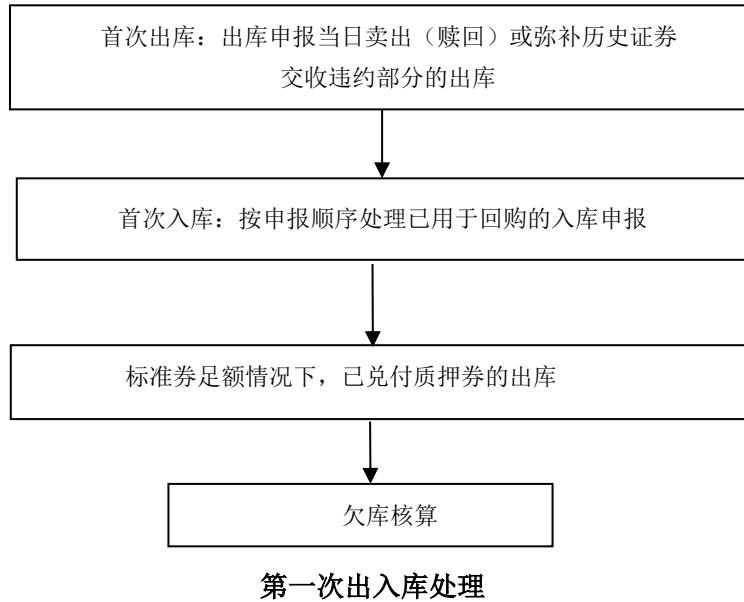 首次出库：出库申报当日卖出（赎回）或弥补历史证券
交收违约部分的出库
首次入库：按申报顺序处理已用于回购的入库申报
标准券足额情况下，已兑付质押券的出库
欠库核算
第一次出入库处理